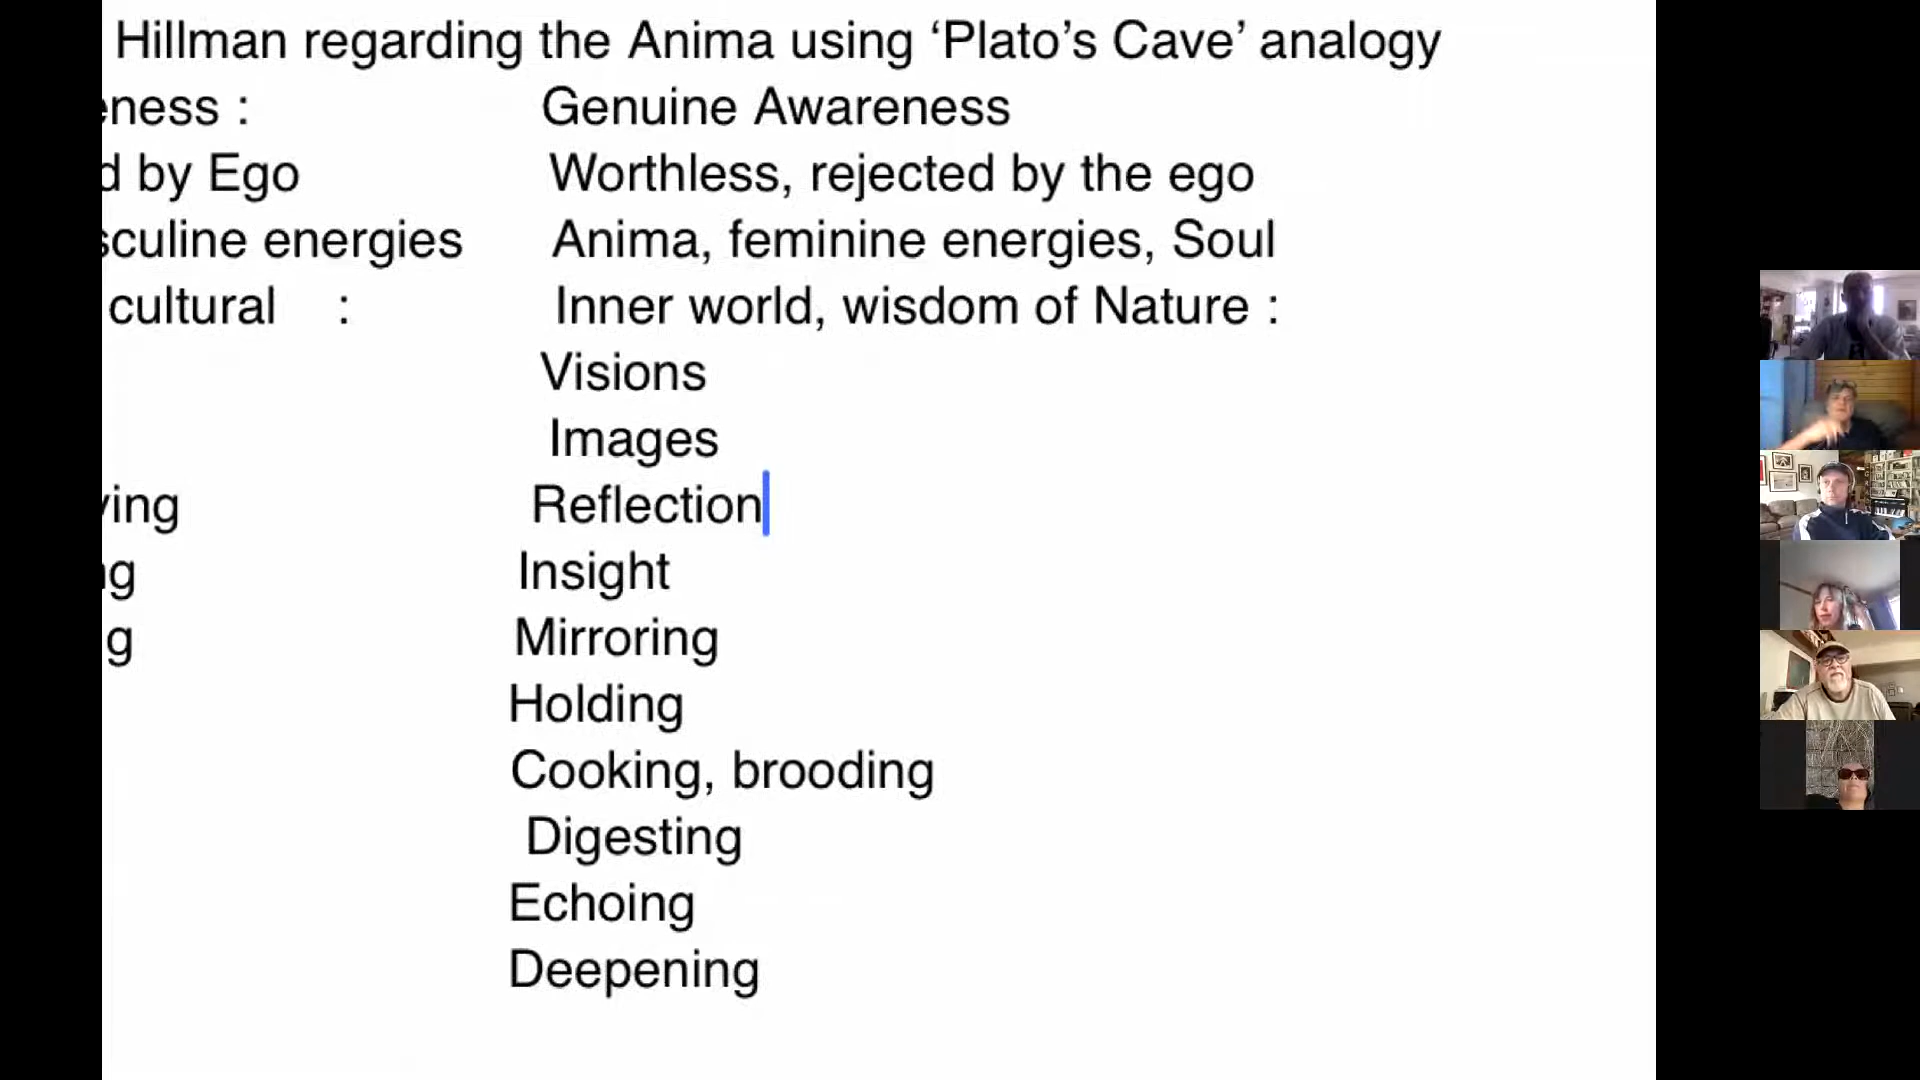 Hillman regarding the Anima using ‘Plato’s Cave’ analogy
eness : Genuine Awareness
d by Ego Worthless, rejected by the ego
sculine energies Anima, feminine energies, Soul
cultural : Inner world, wisdom of Nature :
Visions
Images
ying Reflection
ng Insight
g Mirroring
Holding
Cooking, brooding
Digesting
Echoing
Deepening